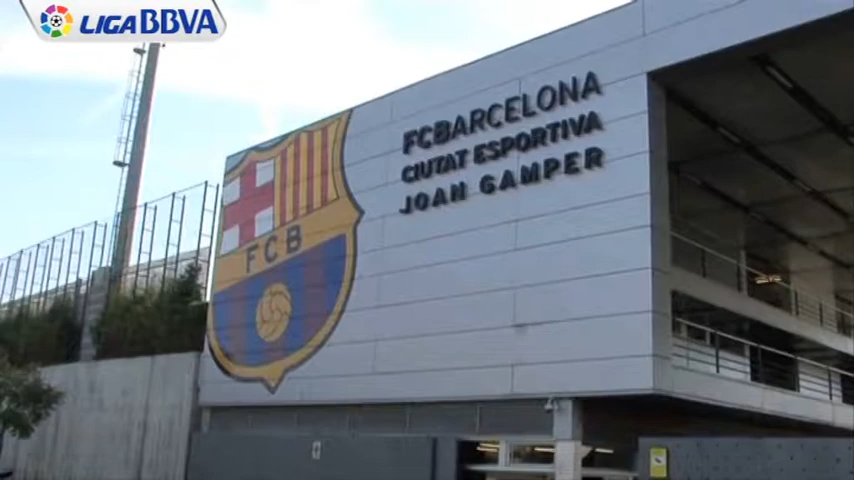 LIGA BBVA
FCBARCELONA
CIUTAT ESPORTIVA
JOAN GAMPER
FCB